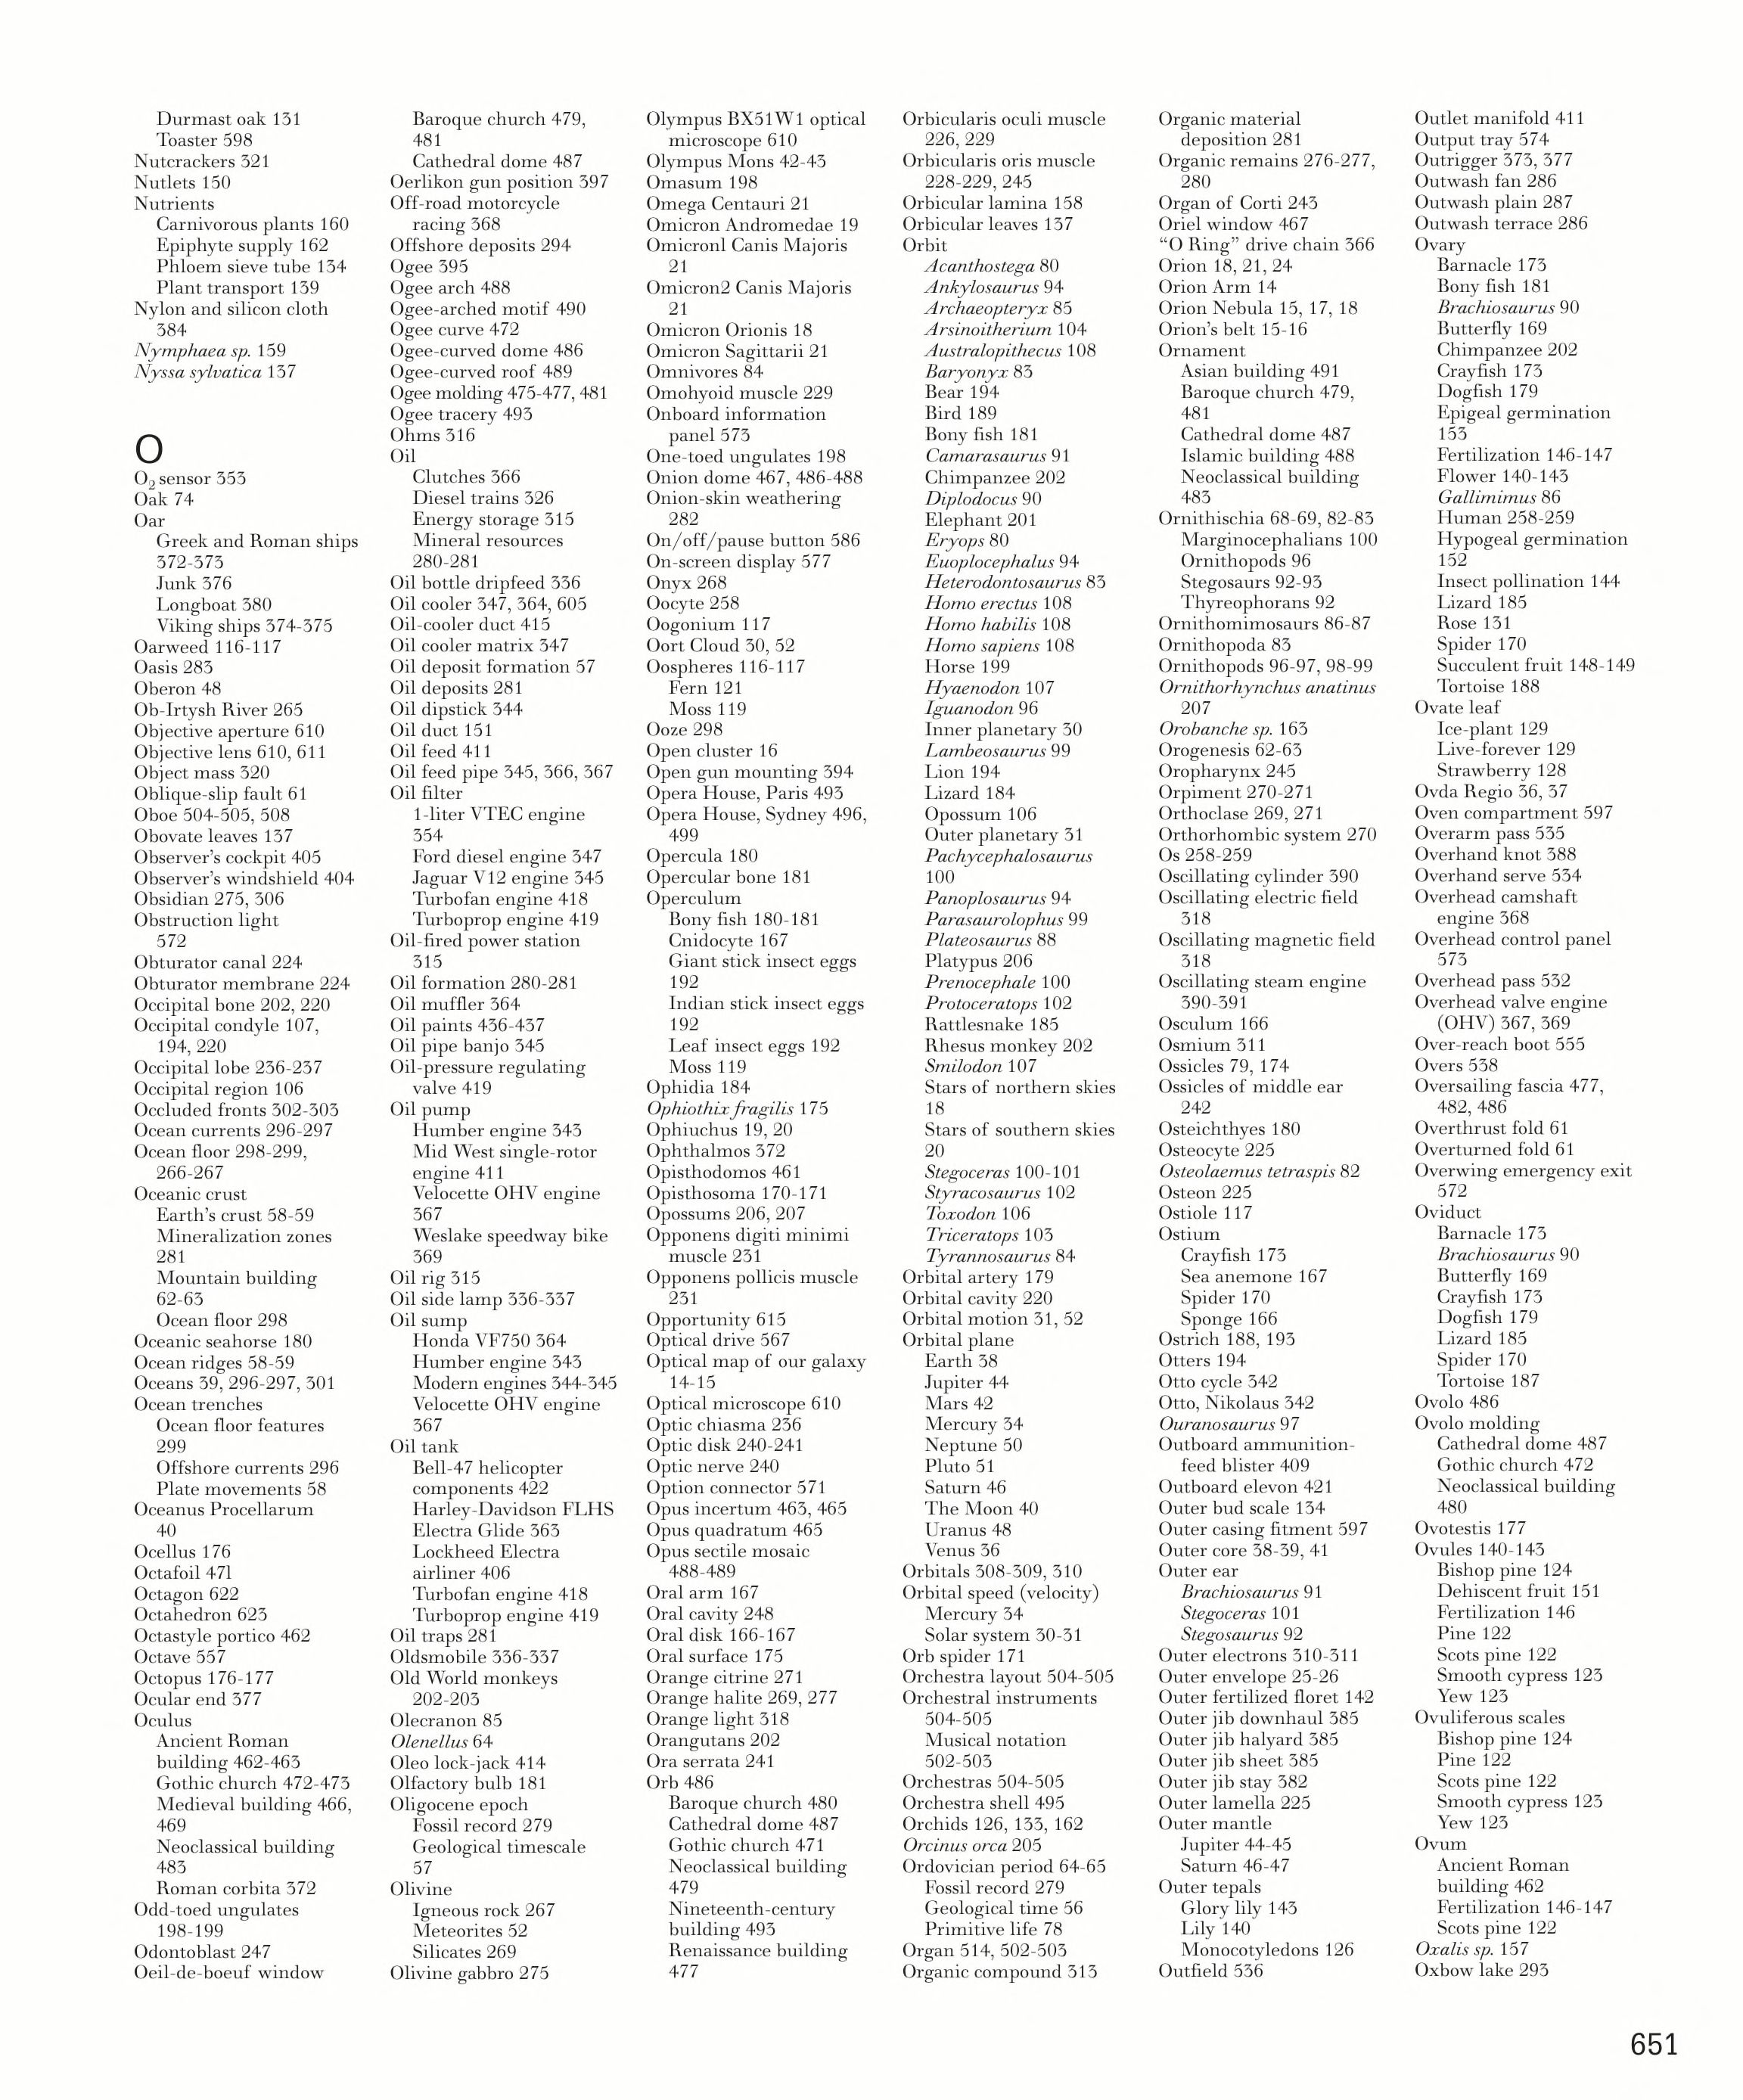 Durmast oak 131
Toaster 598
Nutcrackers 321
Nutlets 150
Nutrients
Carnivorous plants 160
Epiphyte supply 162
Phloem sieve tube 134
Plant transport 139
Nylon and silicon cloth
384
Nymphaea sp. 159
Nyssa sylvatica 137
O
O₂ sensor 353
Oak 74
Oar
Greek and Roman ships
372-373
Junk 376
Longboat 380
Viking ships 374-375
Oarweed 116-117
Oasis 283
Oberon 48
Ob-Irtysh River 265
Objective aperture 610
Objective lens 610, 611
Object mass 320
Oblique-slip fault 61
Oboe 504-505, 508
Obovate leaves 137
Observer's cockpit 405
Observer's windshield 404
Obsidian 275, 306
Obstruction light
572
Obturator canal 224
Obturator membrane 224
Occipital bone 202, 220
Occipital condyle 107,
194, 220
Occipital lobe 236-237
Occipital region 106
Occluded fronts 302-303
Ocean currents 296-297
Ocean floor 298-299,
266-267
Oceanic crust
Earth's crust 58-59
Mineralization zones
281
Mountain building
62-63
Ocean floor 298
Oceanic seahorse 180
Ocean ridges 58-59
Oceans 39, 296-297, 301
Ocean trenches
Ocean floor features
299
Offshore currents 296
Plate movements 58
Oceanus Procellarum
40
Ocellus 176
Octafoil 471
Octagon 622
Octahedron 623
Octastyle portico 462
Octave 557
Octopus 176-177
Ocular end 377
Oculus
Ancient Roman
building 462-463
Gothic church 472-473
Medieval building 466,
469
Neoclassical building
483
Roman corbita 372
Odd-toed ungulates
198-199
Odontoblast 247
Oeil-de-boeuf window
Baroque church 479,
481
Cathedral dome 487
Oerlikon gun position 397
Off-road motorcycle
racing 368
Offshore deposits 294
Ogee 395
Ogee arch 488
Ogee-arched motif 490
Ogee curve 472
Ogee-curved dome 486
Ogee-curved roof 489
Ogee molding 475-477, 481
Ogee tracery 493
Ohms 316
Oil
Clutches 366
Diesel trains 326
Energy storage 315
Mineral resources
280-281
Oil bottle dripfeed 336
Oil cooler 347, 364, 605
Oil-cooler duct 415
Oil cooler matrix 347
Oil deposit formation 57
Oil deposits 281
Oil dipstick 344
Oil duct 151
Oil feed 411
Oil feed pipe 345, 366, 367
Oil filter
1-liter VTEC engine
354
Ford diesel engine 347
Jaguar V12 engine 345
Turbofan engine 418
Turboprop engine 419
Oil-fired power station
315
Oil formation 280-281
Oil muffler 364
Oil paints 436-437
Oil pipe banjo 345
Oil-pressure regulating
valve 419
Oil pump
Humber engine 343
Mid West single-rotor
engine 411
Velocette OHV engine
367
Weslake speedway bike
369
Oil rig 315
Oil side lamp 336-337
Oil sump
Honda VF750 364
Humber engine 343
Modern engines 344-345
Velocette OHV engine
367
Oil tank
Bell-47 helicopter
components 422
Harley-Davidson FLHS
Electra Glide 363
Lockheed Electra
airliner 406
Turbofan engine 418
Turboprop engine 419
Oil traps 281
Oldsmobile 336-337
Old World monkeys
202-203
Olecranon 85
Olenellus 64
Oleo lock-jack 414
Olfactory bulb 181
Oligocene epoch
Fossil record 279
Geological timescale
57
Olivine
Igneous rock 267
Meteorites 52
Silicates 269
Olivine gabbro 275
Olympus BX51W1 optical
microscope 610
Olympus Mons 42-43
Omasum 198
Omega Centauri 21
Omicron Andromedae 19
Omicronl Canis Majoris
21
Omicron2 Canis Majoris
21
Omicron Orionis 18
Omicron Sagittarii 21
Omnivores 84
Omohyoid muscle 229
Onboard information
panel 573
One-toed ungulates 198
Onion dome 467, 486-488
Onion-skin weathering
282
On/off/pause button 586
On-screen display 577
Onyx 268
Oocyte 258
Oogonium 117
Oort Cloud 30, 52
Oospheres 116-117
Fern 121
Moss 119
Ooze 298
Open cluster 16
Open gun mounting 394
Opera House, Paris 493
Opera House, Sydney 496,
499
Opercula 180
Opercular bone 181
Operculum
Bony fish 180-181
Cnidocyte 167
Giant stick insect eggs
192
Indian stick insect eggs
192
Leaf insect eggs 192
Moss 119
Ophidia 184
Ophiothix fragilis 175
Ophiuchus 19, 20
Ophthalmos 372
Opisthodomos 461
Opisthosoma 170-171
Opossums 206, 207
Opponens digiti minimi
muscle 231
Opponens pollicis muscle
231
Opportunity 615
Optical drive 567
Optical map of our galaxy
14-15
Optical microscope 610
Optic chiasma 236
Optic disk 240-241
Optic nerve 240
Option connector 571
Opus incertum 463, 465
Opus quadratum 465
Opus sectile mosaic
488-489
Oral arm 167
Oral cavity 248
Oral disk 166-167
Oral surface 175
Orange citrine 271
Orange halite 269, 277
Orange light 318
Orangutans 202
Ora serrata 241
Orb 486
Baroque church 480
Cathedral dome 487
Gothic church 471
Neoclassical building
479
Nineteenth-century
building 493
Renaissance building
477
Orbicularis oculi muscle
226, 229
Orbicularis oris muscle
228-229, 245
Orbicular lamina 158
Orbicular leaves 137
Orbit
Acanthostega 80
Ankylosaurus 94
Archaeopteryx 85
Arsinoitherium 104
Australopithecus 108
Baryonyx 83
Bear 194
Bird 189
Bony fish 181
Camarasaurus 91
Chimpanzee 202
Diplodocus 90
Elephant 201
Eryops 80
Euoplocephalus 94
Heterodontosaurus 83
Homo erectus 108
Homo habilis 108
Homo sapiens 108
Horse 199
Hyaenodon 107
Iguanodon 96
Inner planetary 30
Lambeosaurus 99
Lion 194
Lizard 184
Opossum 106
Outer planetary 31
Pachycephalosaurus
100
Panoplosaurus 94
Parasaurolophus 99
Plateosaurus 88
Platypus 206
Prenocephale 100
Protoceratops 102
Rattlesnake 185
Rhesus monkey 202
Smilodon 107
Stars of northern skies
18
Stars of southern skies
20
Stegoceras 100-101
Styracosaurus 102
Toxodon 106
Triceratops 103
Tyrannosaurus 84
Orbital artery 179
Orbital cavity 220
Orbital motion 31, 52
Orbital plane
Earth 38
Jupiter 44
Mars 42
Mercury 34
Neptune 50
Pluto 51
Saturn 46
The Moon 40
Uranus 48
Venus 36
Orbitals 308-309, 310
Orbital speed (velocity)
Mercury 34
Solar system 30-31
Orb spider 171
Orchestra layout 504-505
Orchestral instruments
504-505
Musical notation
502-503
Orchestras 504-505
Orchestra shell 495
Orchids 126, 133, 162
Orcinus orca 205
Ordovician period 64-65
Fossil record 279
Geological time 56
Primitive life 78
Organ 514, 502-503
Organic compound 313
Organic material
deposition 281
Organic remains 276-277,
280
Organ of Corti 243
Oriel window 467
“O Ring” drive chain 366
Orion 18, 21, 24
Orion Arm 14
Orion Nebula 15, 17, 18
Orion's belt 15-16
Ornament
Asian building 491
Baroque church 479,
481
Cathedral dome 487
Islamic building 488
Neoclassical building
483
Ornithischia 68-69, 82-83
Marginocephalians 100
Ornithopods 96
Stegosaurs 92-93
Thyreophorans 92
Ornithomimosaurs 86-87
Ornithopoda 83
Ornithopods 96-97, 98-99
Ornithorhynchus anatinus
207
Orobanche sp. 163
Orogenesis 62-63
Oropharynx 245
Orpiment 270-271
Orthoclase 269, 271
Orthorhombic system 270
Os 258-259
Oscillating cylinder 390
Oscillating electric field
318
Oscillating magnetic field
318
Oscillating steam engine
390-391
Osculum 166
Osmium 311
Ossicles 79, 174
Ossicles of middle ear
242
Osteichthyes 180
Osteocyte 225
Osteolaemus tetraspis 82
Osteon 225
Ostiole 117
Ostium
Crayfish 173
Sea anemone 167
Spider 170
Sponge 166
Ostrich 188, 193
Otters 194
Otto cycle 342
Otto, Nikolaus 342
Ouranosaurus 97
Outboard ammunition-
feed blister 409
Outboard elevon 421
Outer bud scale 134
Outer casing fitment 597
Outer core 38-39, 41
Outer ear
Brachiosaurus 91
Stegoceras 101
Stegosaurus 92
Outer electrons 310-311
Outer envelope 25-26
Outer fertilized floret 142
Outer jib downhaul 385
Outer jib halyard 385
Outer jib sheet 385
Outer jib stay 382
Outer lamella 225
Outer mantle
Jupiter 44-45
Saturn 46-47
Outer tepals
Glory lily 143
Lily 140
Monocotyledons 126
Outfield 536
Outlet manifold 411
Output tray 574
Outrigger 373, 377
Outwash fan 286
Outwash plain 287
Outwash terrace 286
Ovary
Barnacle 173
Bony fish 181
Brachiosaurus 90
Butterfly 169
Chimpanzee 202
Crayfish 173
Dogfish 179
Epigeal germination
153
Fertilization 146-147
Flower 140-143
Gallimimus 86
Human 258-259
Hypogeal germination
152
Insect pollination 144
Lizard 185
Rose 131
Spider 170
Succulent fruit 148-149
Tortoise 188
Ovate leaf
Ice-plant 129
Live-forever 129
Strawberry 128
Ovda Regio 36, 37
Oven compartment 597
Overarm pass 535
Overhand knot 388
Overhand serve 534
Overhead camshaft
engine 368
Overhead control panel
573
Overhead pass 532
Overhead valve engine
(OHV) 367, 369
Over-reach boot 555
Overs 538
Oversailing fascia 477,
482, 486
Overthrust fold 61
Overturned fold 61
Overwing emergency exit
572
Oviduct
Barnacle 173
Brachiosaurus 90
Butterfly 169
Crayfish 173
Dogfish 179
Lizard 185
Spider 170
Tortoise 187
Ovolo 486
Ovolo molding
Cathedral dome 487
Gothic church 472
Neoclassical building
480
Ovotestis 177
Ovules 140-143
Bishop pine 124
Dehiscent fruit 151
Fertilization 146
Pine 122
Scots pine 122
Smooth cypress 123
Yew 123
Ovuliferous scales
Bishop pine 124
Pine 122
Scots pine 122
Smooth cypress 123
Yew 123
Ovum
Ancient Roman
building 462
Fertilization 146-147
Scots pine 122
Oxalis sp. 157
Oxbow lake 293
651